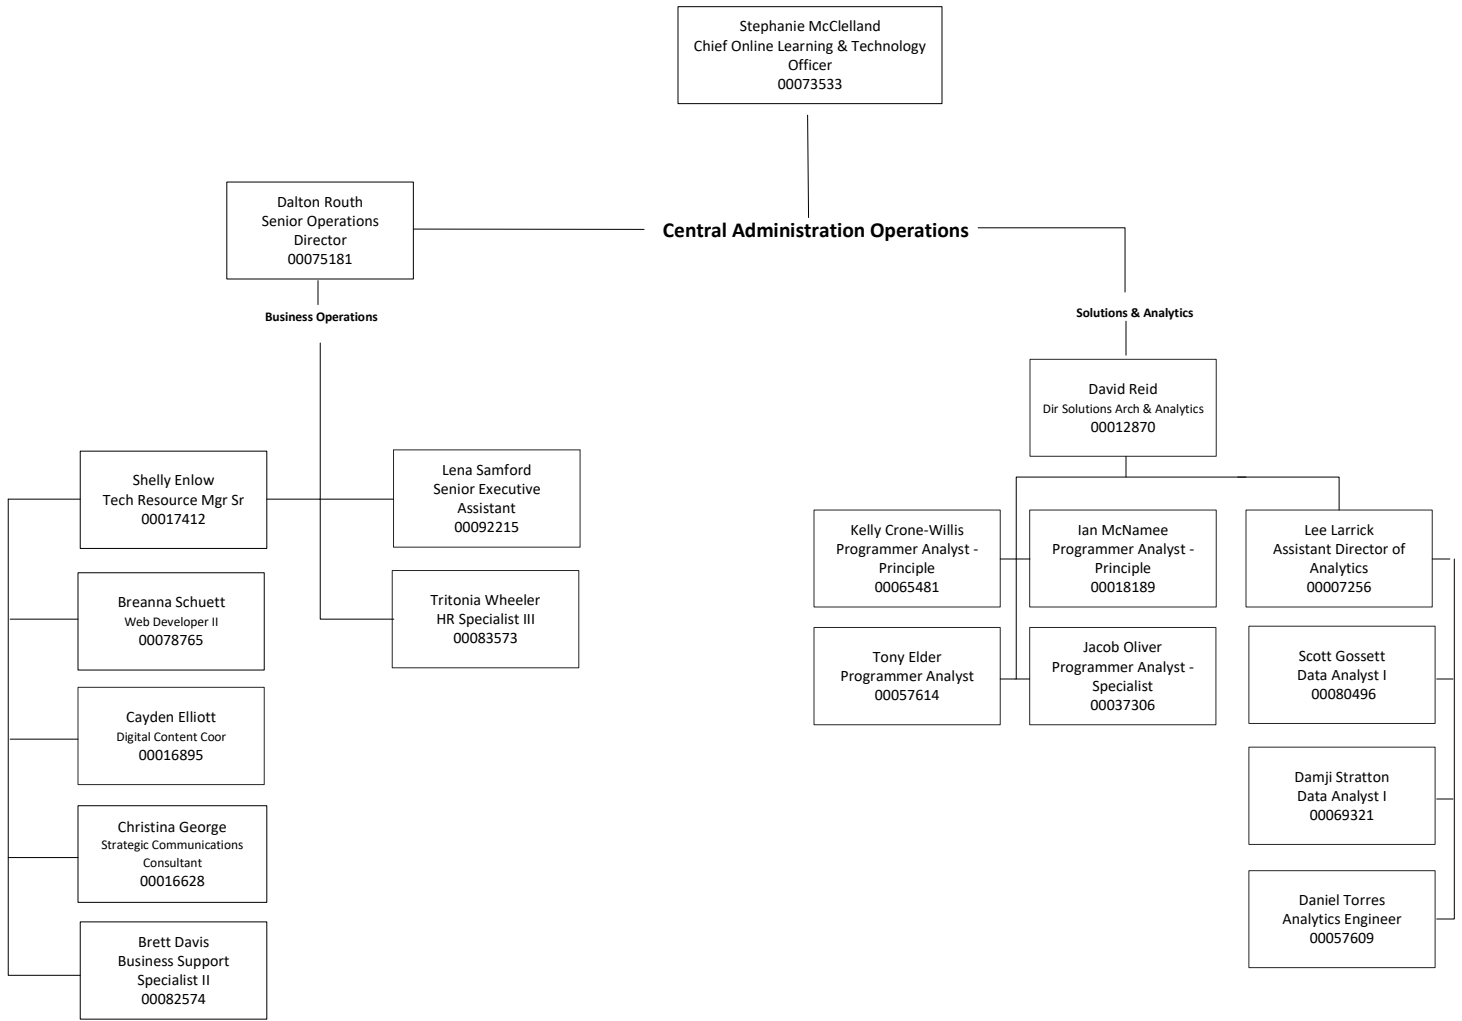 Stephanie McClelland
Chief Online Learning & Technology
Officer
00073533
Dalton Routh
Senior Operations
Director
00075181
Central Administration Operations
Business Operations
Solutions & Analytics
David Reid
Dir Solutions Arch & Analytics
00012870
Shelly Enlow
Tech Resource Mgr Sr
00017412
Lena Samford
Senior Executive
Assistant
00092215
Breanna Schuett
Web Developer II
00078765
Tritonia Wheeler
HR Specialist III
00083573
Cayden Elliott
Digital Content Coor
00016895
Christina George
Strategic Communications
Consultant
00016628
Brett Davis
Business Support
Specialist II
00082574
Kelly Crone-Willis
Programmer Analyst -
Principle
00065481
Ian McNamee
Programmer Analyst -
Principle
00018189
Lee Larrick
Assistant Director of
Analytics
00007256
Tony Elder
Programmer Analyst
00057614
Jacob Oliver
Programmer Analyst -
Specialist
00037306
Scott Gossett
Data Analyst I
00080496
Damji Stratton
Data Analyst I
00069321
Daniel Torres
Analytics Engineer
00057609